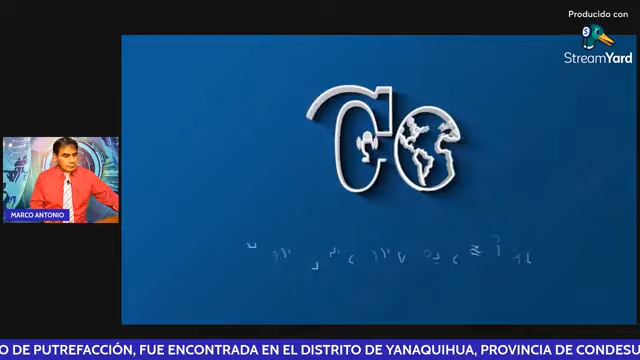 Producido con
StreamYard
MARCO ANTONIO
O DE PUTREFACCIÓN, FUE ENCONTRADA EN EL DISTRITO DE YANAQUIHUA, PROVINCIA DE CONDESU